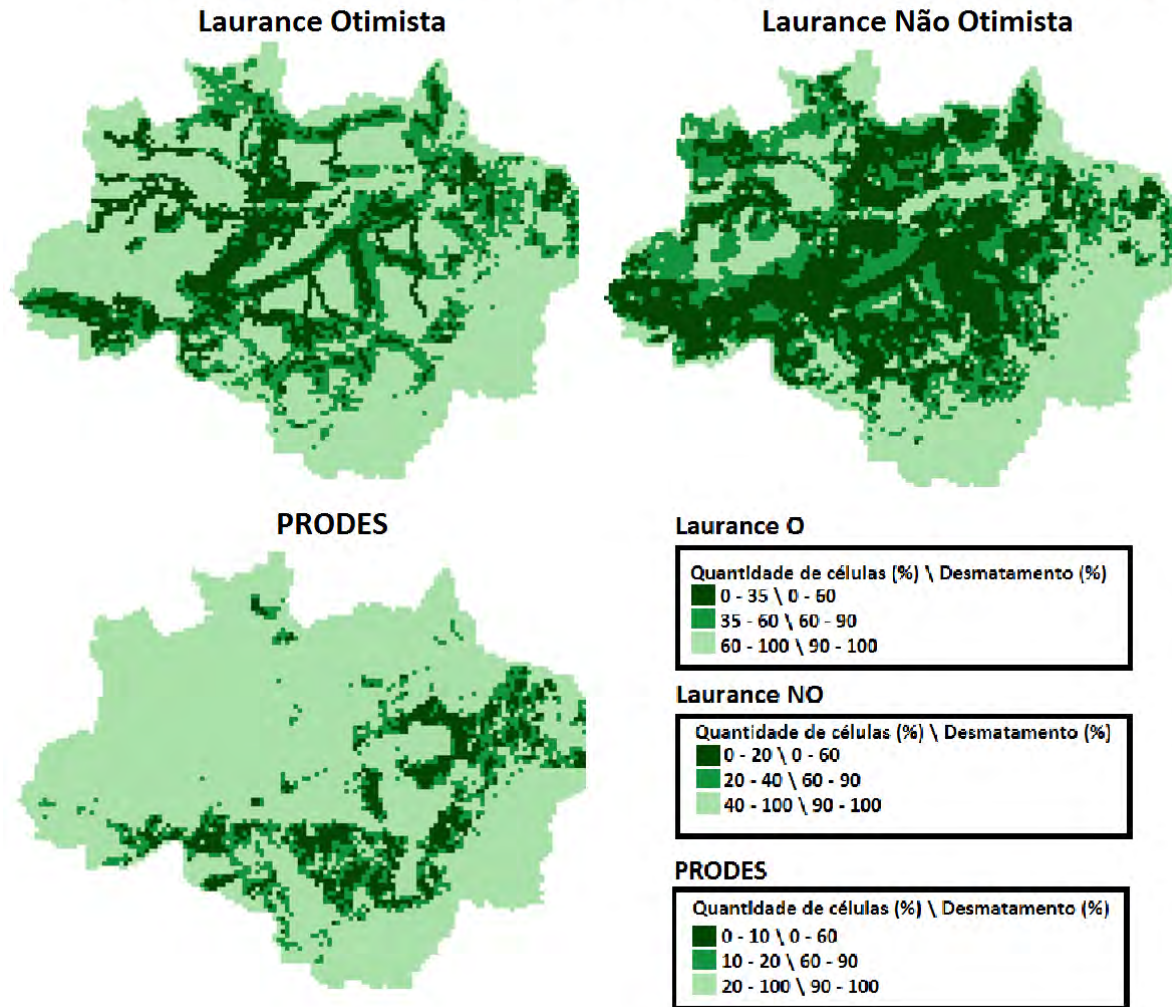 Laurance Otimista
Laurance Não Otimista
PRODES
Laurance O
Quantidade de células (%) \ Desmatamento (%)
0 - 35 \ 0 - 60
35 - 60 \ 60 - 90
60 - 100 \ 90 - 100
Laurance NO
Quantidade de células (%) \ Desmatamento (%)
0 - 20 \ 0 - 60
20 - 40 \ 60 - 90
40 - 100 \ 90 - 100
PRODES
Quantidade de células (%) \ Desmatamento (%)
0 - 10 \ 0 - 60
10 - 20 \ 60 - 90
20 - 100 \ 90 - 100